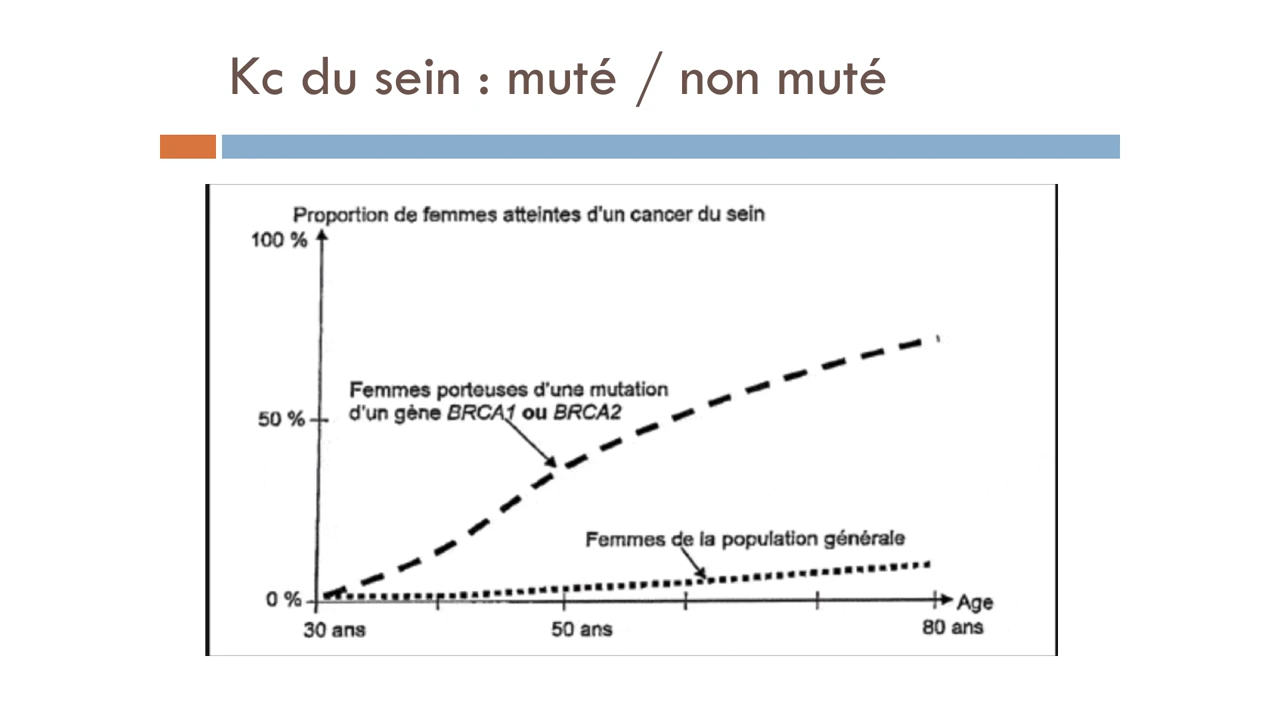 Kc du sein : muté / non muté
Proportion de femmes atteintes d'un cancer du sein
100 %
Femmes porteuses d'une mutation
d'un gène BRCA1 ou BRCA2
50 %
Femmes de la population générale
0 %
Age
30 ans
50 ans
80 ans